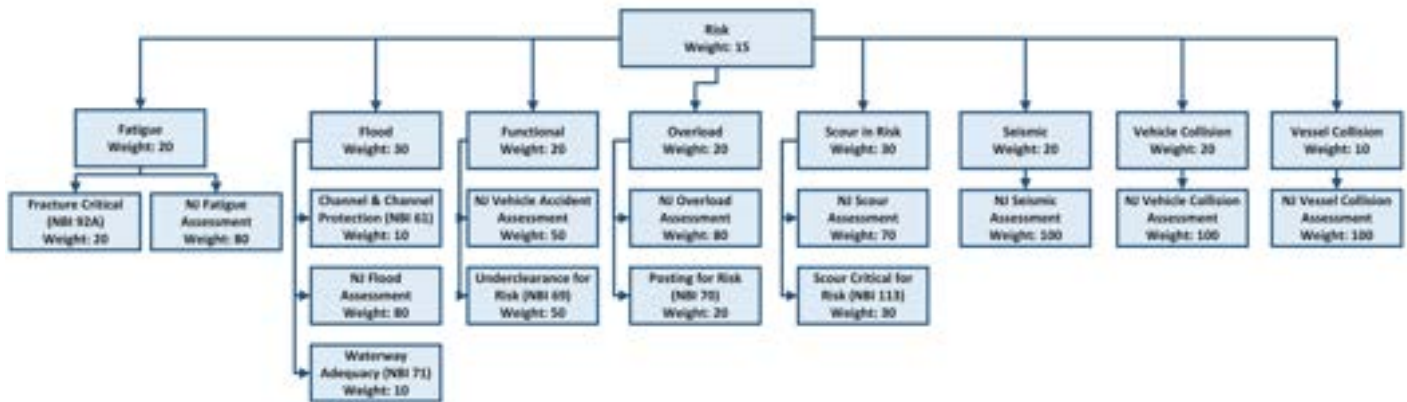 Risk
Weight: 15
Fatigue
Weight: 20
Flood
Weight: 30
Functional
Weight: 20
Overload
Weight: 20
Scour in Risk
Weight: 30
Seismic
Weight: 20
Vehicle Collision
Weight: 20
Vessel Collision
Weight: 10
Fracture Critical
(NBI 92A)
Weight: 20
NJ Fatigue
Assessment
Weight: 80
Channel & Channel
Protection (NBI 61)
Weight: 10
NJ Vehicle Accident
Assessment
Weight: 50
NJ Overload
Assessment
Weight: 80
NJ Scour
Assessment
Weight: 70
NJ Seismic
Assessment
Weight: 100
NJ Vehicle Collision
Assessment
Weight: 100
NJ Vessel Collision
Assessment
Weight: 100
NJ Flood
Assessment
Weight: 80
Underclearance for
Risk (NBI 69)
Weight: 50
Posting for Risk
(NBI 70)
Weight: 20
Scour Critical for
Risk (NBI 113)
Weight: 30
Waterway
Adequacy (NBI 71)
Weight: 10